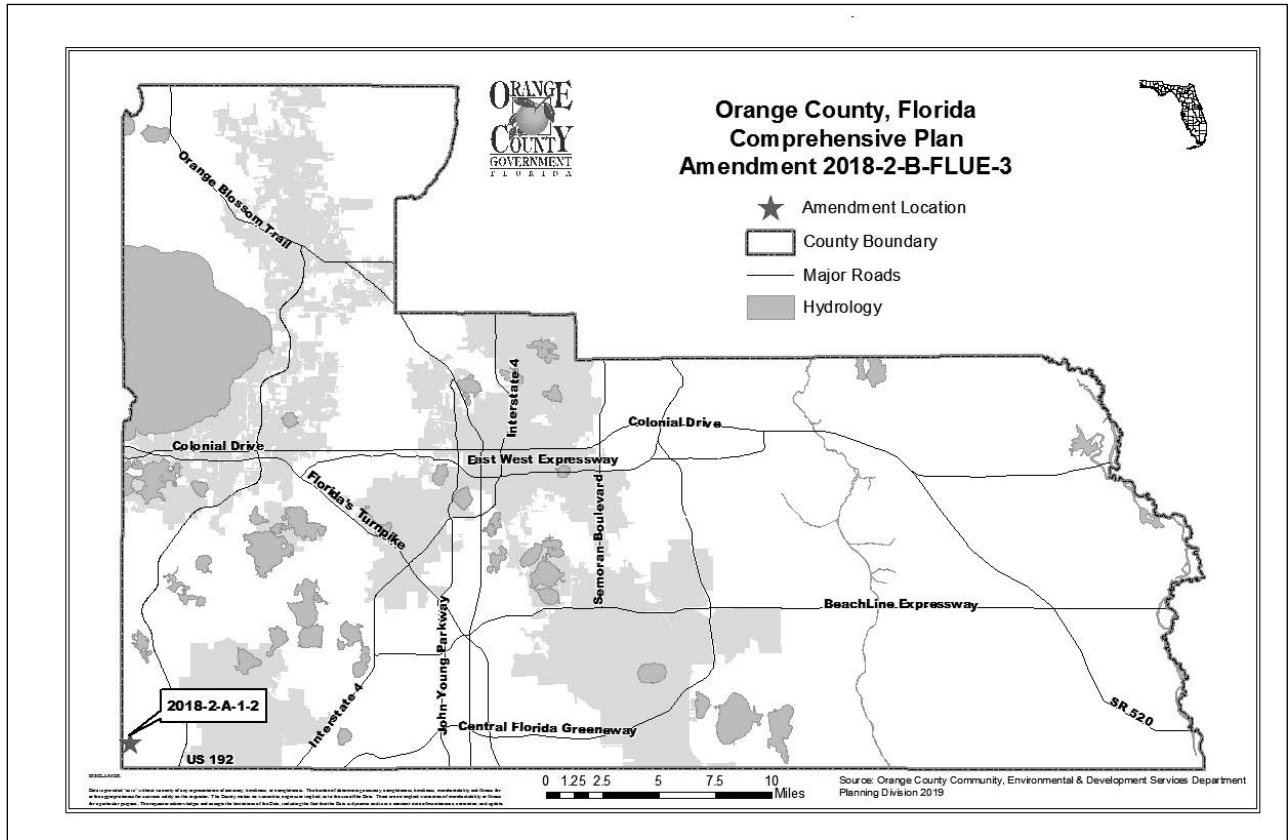 ORANGE
COUNTY
GOVERNMENT
FLORIDA
Orange County, Florida
Comprehensive Plan
Amendment 2018-2-B-FLUE-3
Amendment Location
County Boundary
Major Roads
Hydrology
Orange Blossom Trail
Interstate 4
Colonial Drive
Colonial Drive
East West Expressway
Florida's Turnpike
Semoran Boulevard
BeachLine Expressway
John Young Parkway
2018-2-A-1-2
Interstate 4
Central Florida Greeneway
SR 520
US 192
0 1.25 2.5 5 7.5 10
Miles
Source: Orange County Community, Environmental & Development Services Department
Planning Division 2019
DISCLAIMER: